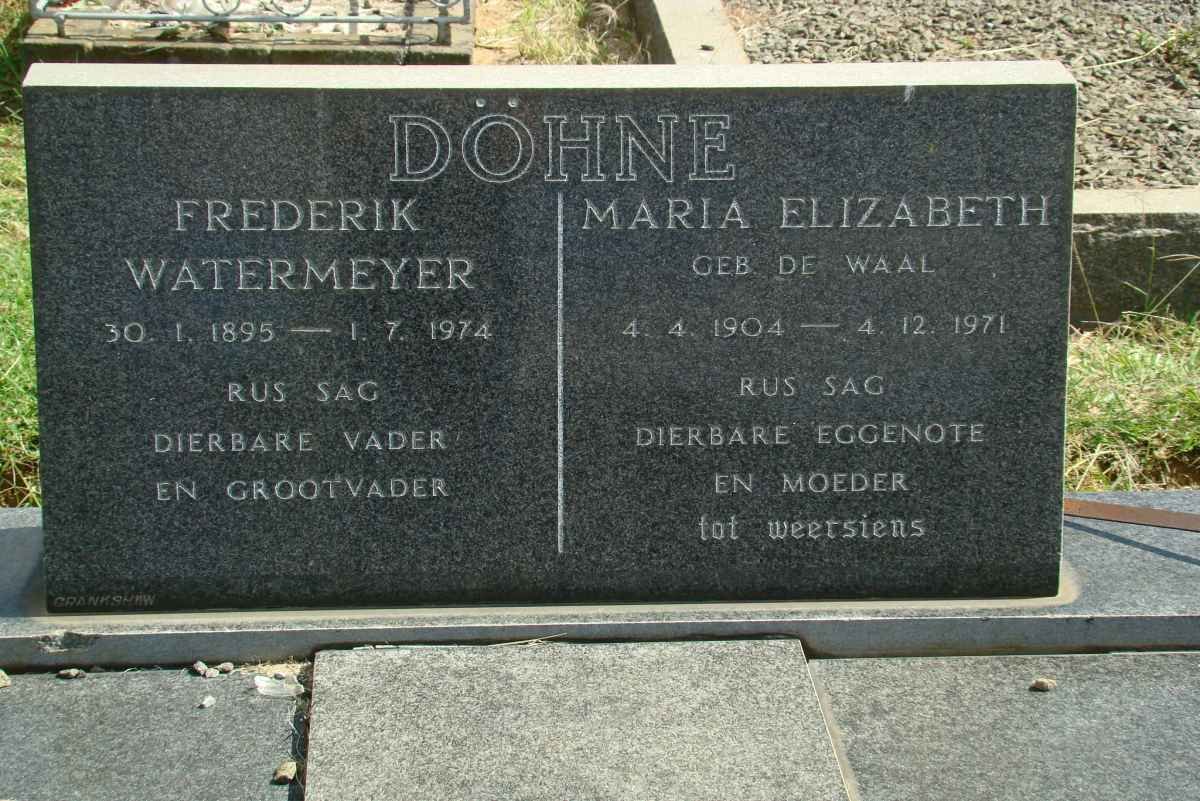 DÖHNE
FREDERIK
WATERMEYER
30. 1. 1895 — 1. 7. 1974
RUS SAG
DIERBARE VADER
EN GROOTVADER
MARIA ELIZABETH
GEB. DE WAAL
4. 4. 1904 — 4. 12. 1971
RUS SAG
DIERBARE EGGENOTE
EN MOEDER
tot weersiens
CRANKSHAW